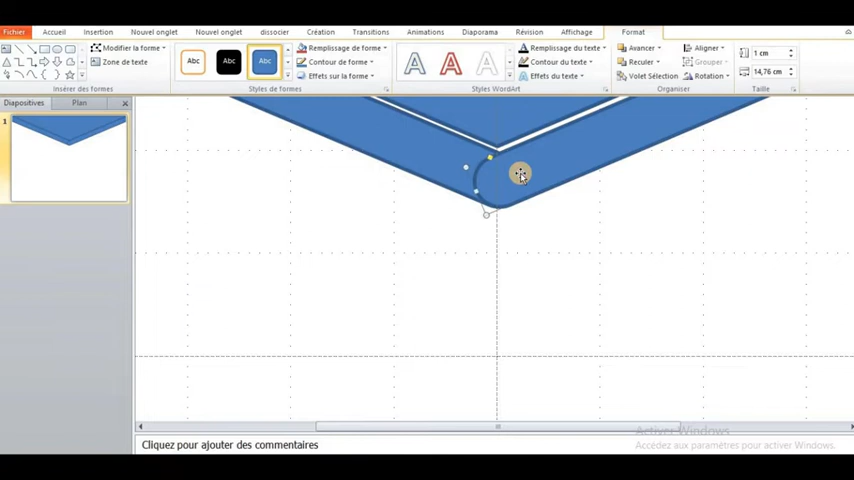 Fichier Accueil Insertion Nouvel onglet Nouvel onglet dissocier Création Transitions Animations Diaporama Révision Affichage Format
Modifier la forme Abc Abc Abc Remplissage de forme A A A Remplissage du texte Avancer Aligner 1 cm
Zone de texte Contour de forme Contour du texte Reculer Grouper
Effets sur la forme Effets du texte Volet Sélection Rotation 14,76 cm
Insérer des formes Styles de formes Styles WordArt Organiser Taille
Diapositives Plan
1
Activer Windows
Accédez aux paramètres pour activer Windows.
Cliquez pour ajouter des commentaires